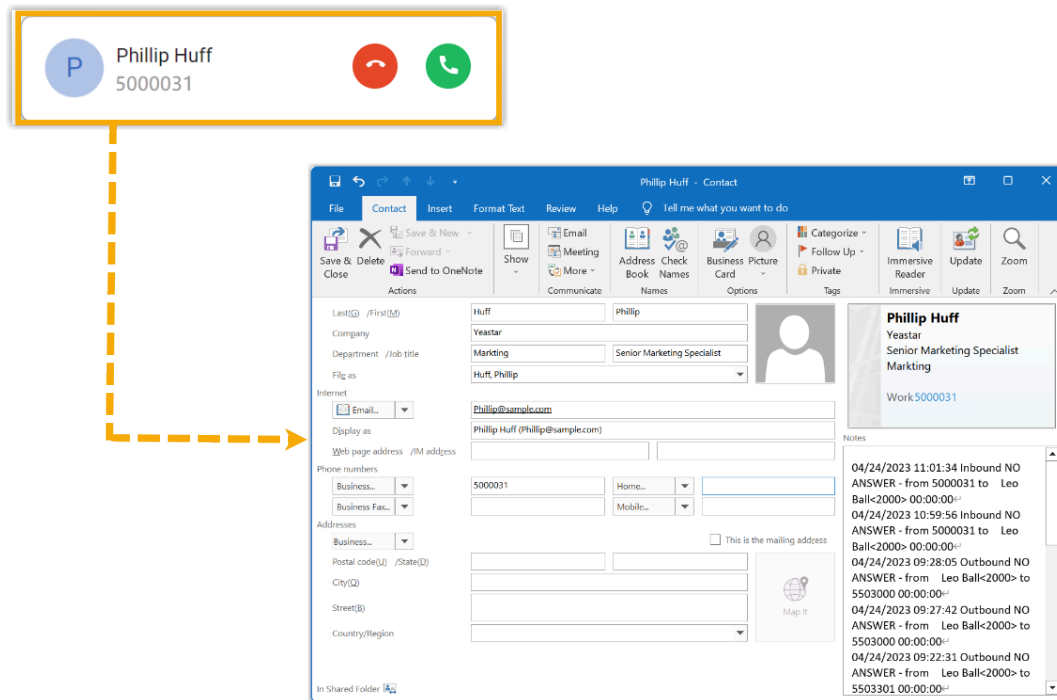 P
Phillip Huff
5000031
Phillip Huff - Contact
File Contact Insert Format Text Review Help Tell me what you want to do
Save & Close
Delete
Save & New
Forward
Send to OneNote
Actions
Show
Email
Meeting
More
Communicate
Address Book
Check Names
Names
Business Card
Picture
Options
Categorize
Follow Up
Private
Tags
Immersive Reader
Immersive
Update
Update
Zoom
Zoom
Last(G) /First(M) Huff Phillip
Company Yeastar
Department /Job title Markting Senior Marketing Specialist
File as Huff, Phillip
Internet
Email... Phillip@sample.com
Display as Phillip Huff (Phillip@sample.com)
Web page address /IM address
Phone numbers
Business... 5000031 Home...
Business Fax... Mobile...
Addresses
Business... This is the mailing address
Postal code(U) /State(D)
City(Q)
Street(B)
Map It
Country/Region
In Shared Folder
Phillip Huff
Yeastar
Senior Marketing Specialist
Markting
Work 5000031
Notes
04/24/2023 11:01:34 Inbound NO
ANSWER - from 5000031 to Leo
Ball<2000> 00:00:00↵
04/24/2023 10:59:56 Inbound NO
ANSWER - from 5000031 to Leo
Ball<2000> 00:00:00↵
04/24/2023 09:28:05 Outbound NO
ANSWER - from Leo Ball<2000> to
5503000 00:00:00↵
04/24/2023 09:27:42 Outbound NO
ANSWER - from Leo Ball<2000> to
5503000 00:00:00↵
04/24/2023 09:22:31 Outbound NO
ANSWER - from Leo Ball<2000> to
5503301 00:00:00↵